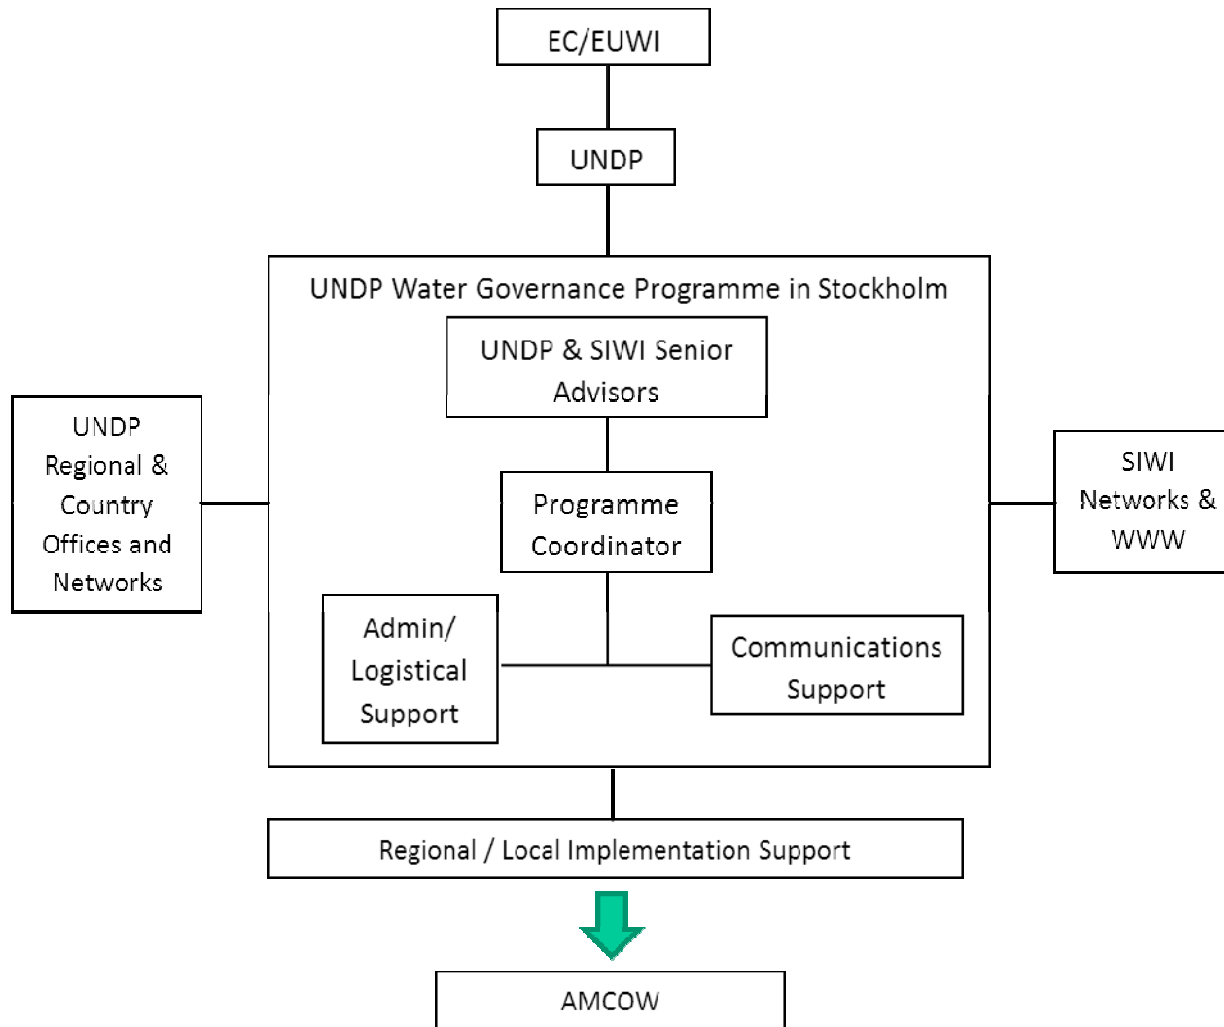 EC/EUWI
UNDP
UNDP Water Governance Programme in Stockholm
UNDP & SIWI Senior
Advisors
UNDP
Regional &
Country
Offices and
Networks
Programme
Coordinator
SIWI
Networks &
WWW
Admin/
Logistical
Support
Communications
Support
Regional / Local Implementation Support
AMCOW